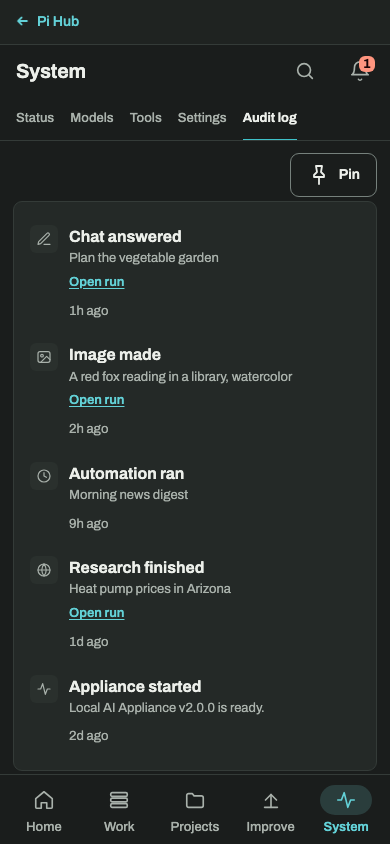 Pi Hub
System
1
Status Models Tools Settings Audit log
Pin
Chat answered
Plan the vegetable garden
Open run
1h ago
Image made
A red fox reading in a library, watercolor
Open run
2h ago
Automation ran
Morning news digest
9h ago
Research finished
Heat pump prices in Arizona
Open run
1d ago
Appliance started
Local AI Appliance v2.0.0 is ready.
2d ago
Home Work Projects Improve System